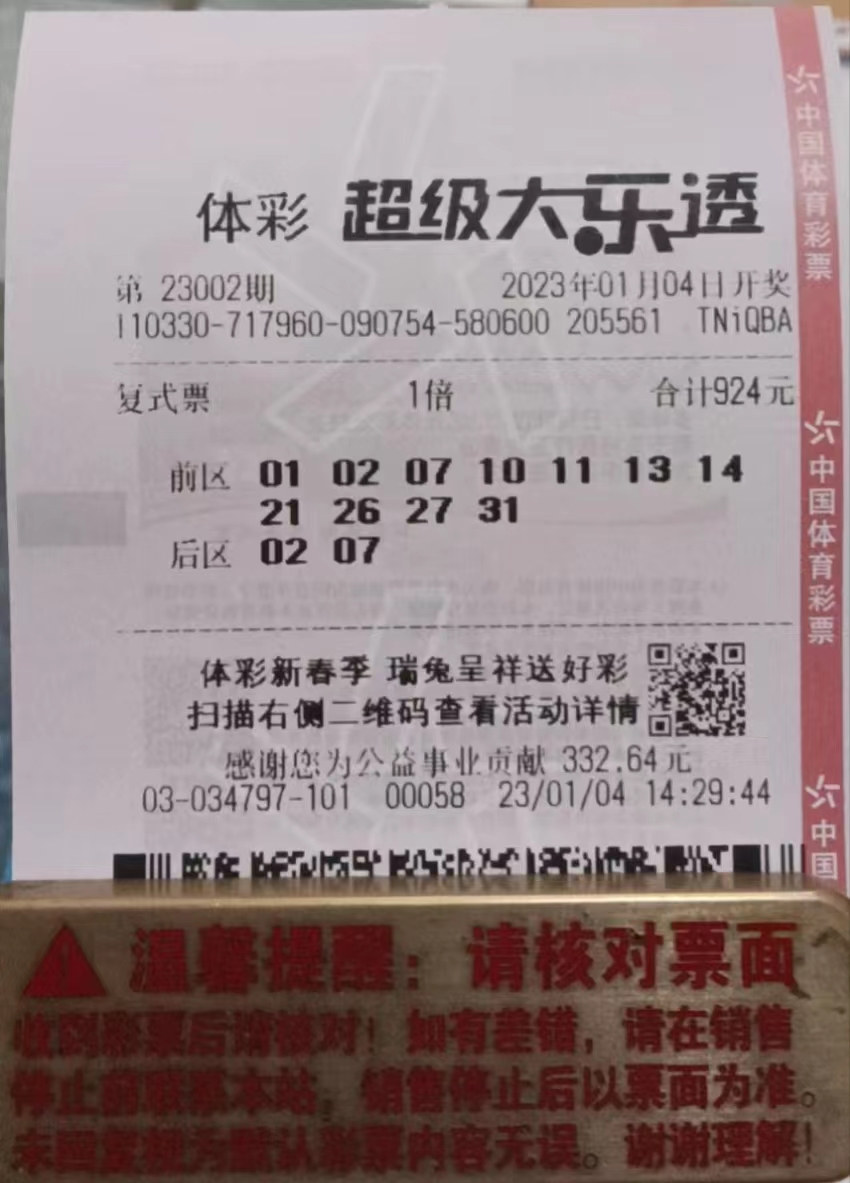 体彩 超级大乐透
第 23002期 2023年01月04日开奖
110330-717960-090754-580600 205561 TNiQBA
复式票 1倍 合计924元
前区 01 02 07 10 11 13 14
21 26 27 31
后区 02 07
体彩新春季 瑞兔呈祥送好彩
扫描右侧二维码查看活动详情
感谢您为公益事业贡献 332.64元
03-034797-101 00058 23/01/04 14:29:44
中国体育彩票
中国体育彩票
中国
温馨提醒：请核对票面
收到彩票后请核对！如有差错，请在销售
停止前联系本站，销售停止后以票面为准。
未回复视为默认彩票内容无误。谢谢理解！